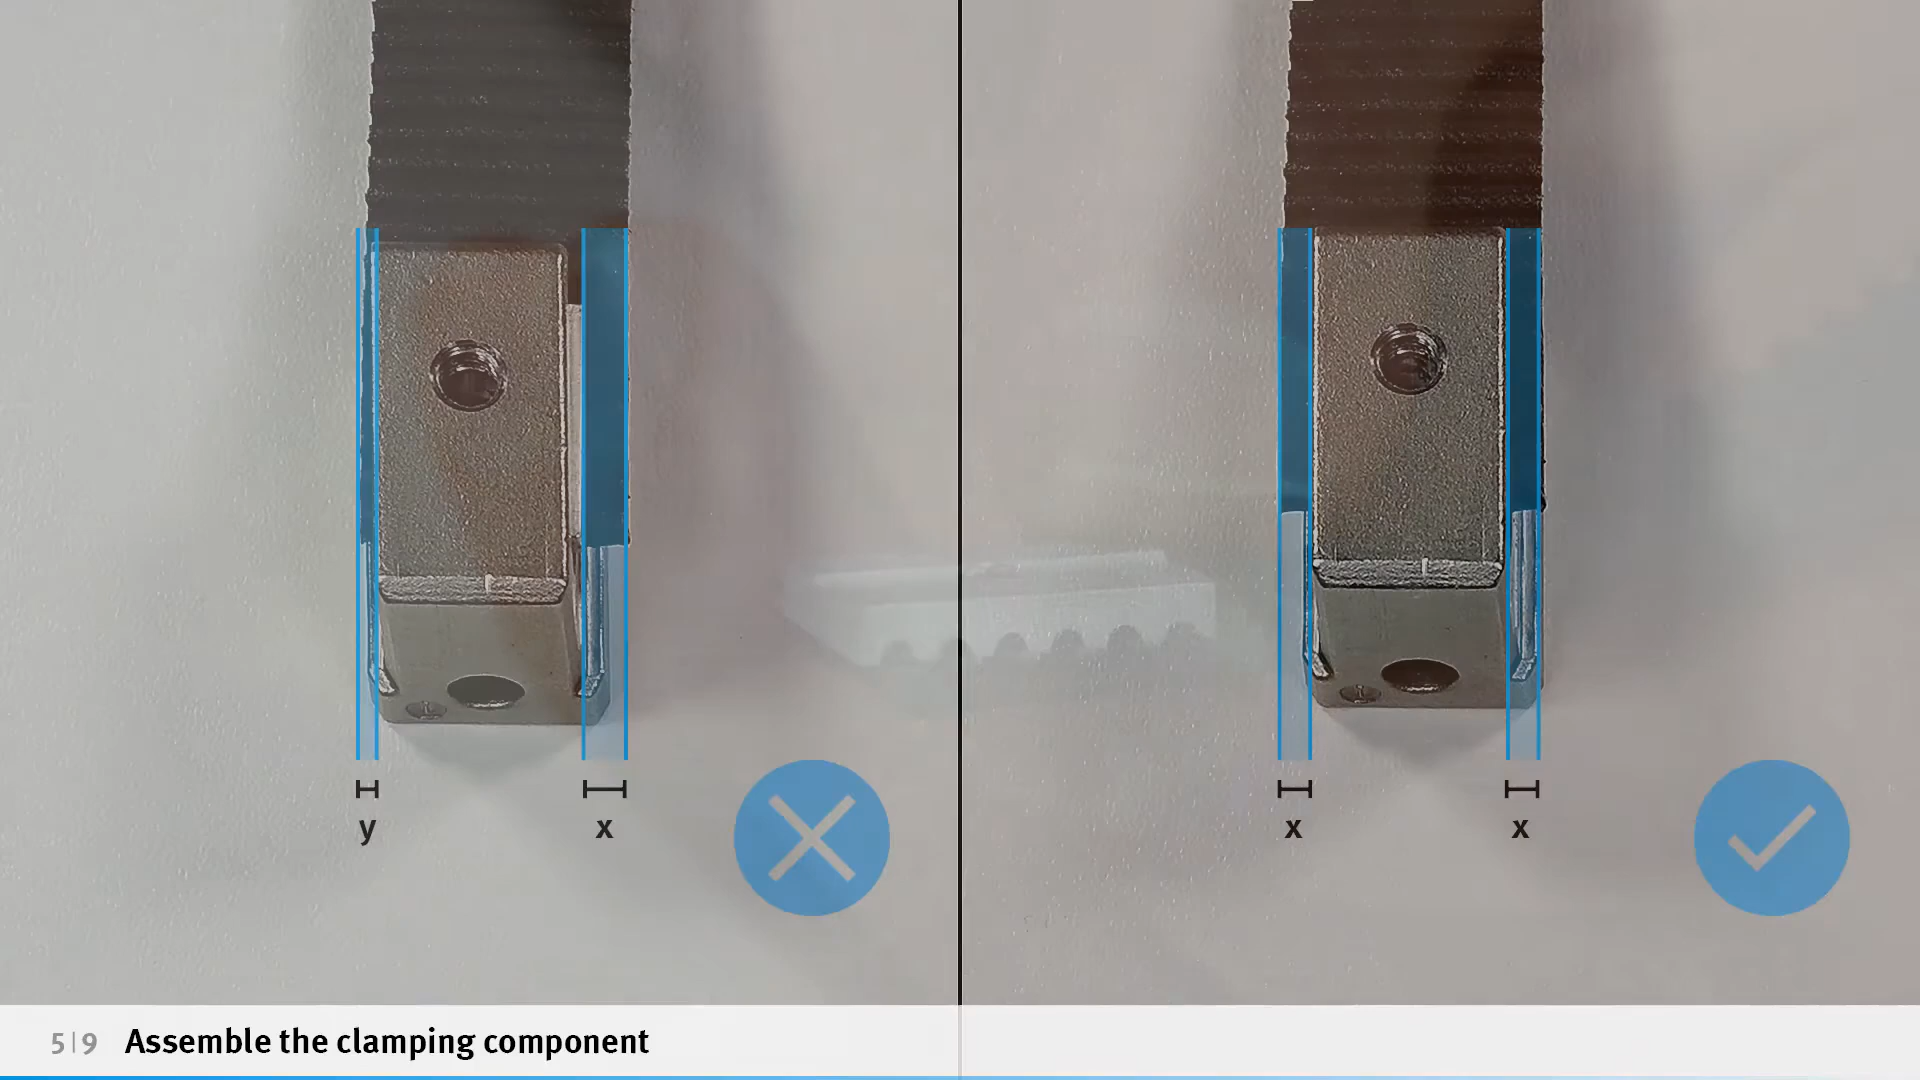 y
x
x
x
5|9 Assemble the clamping component